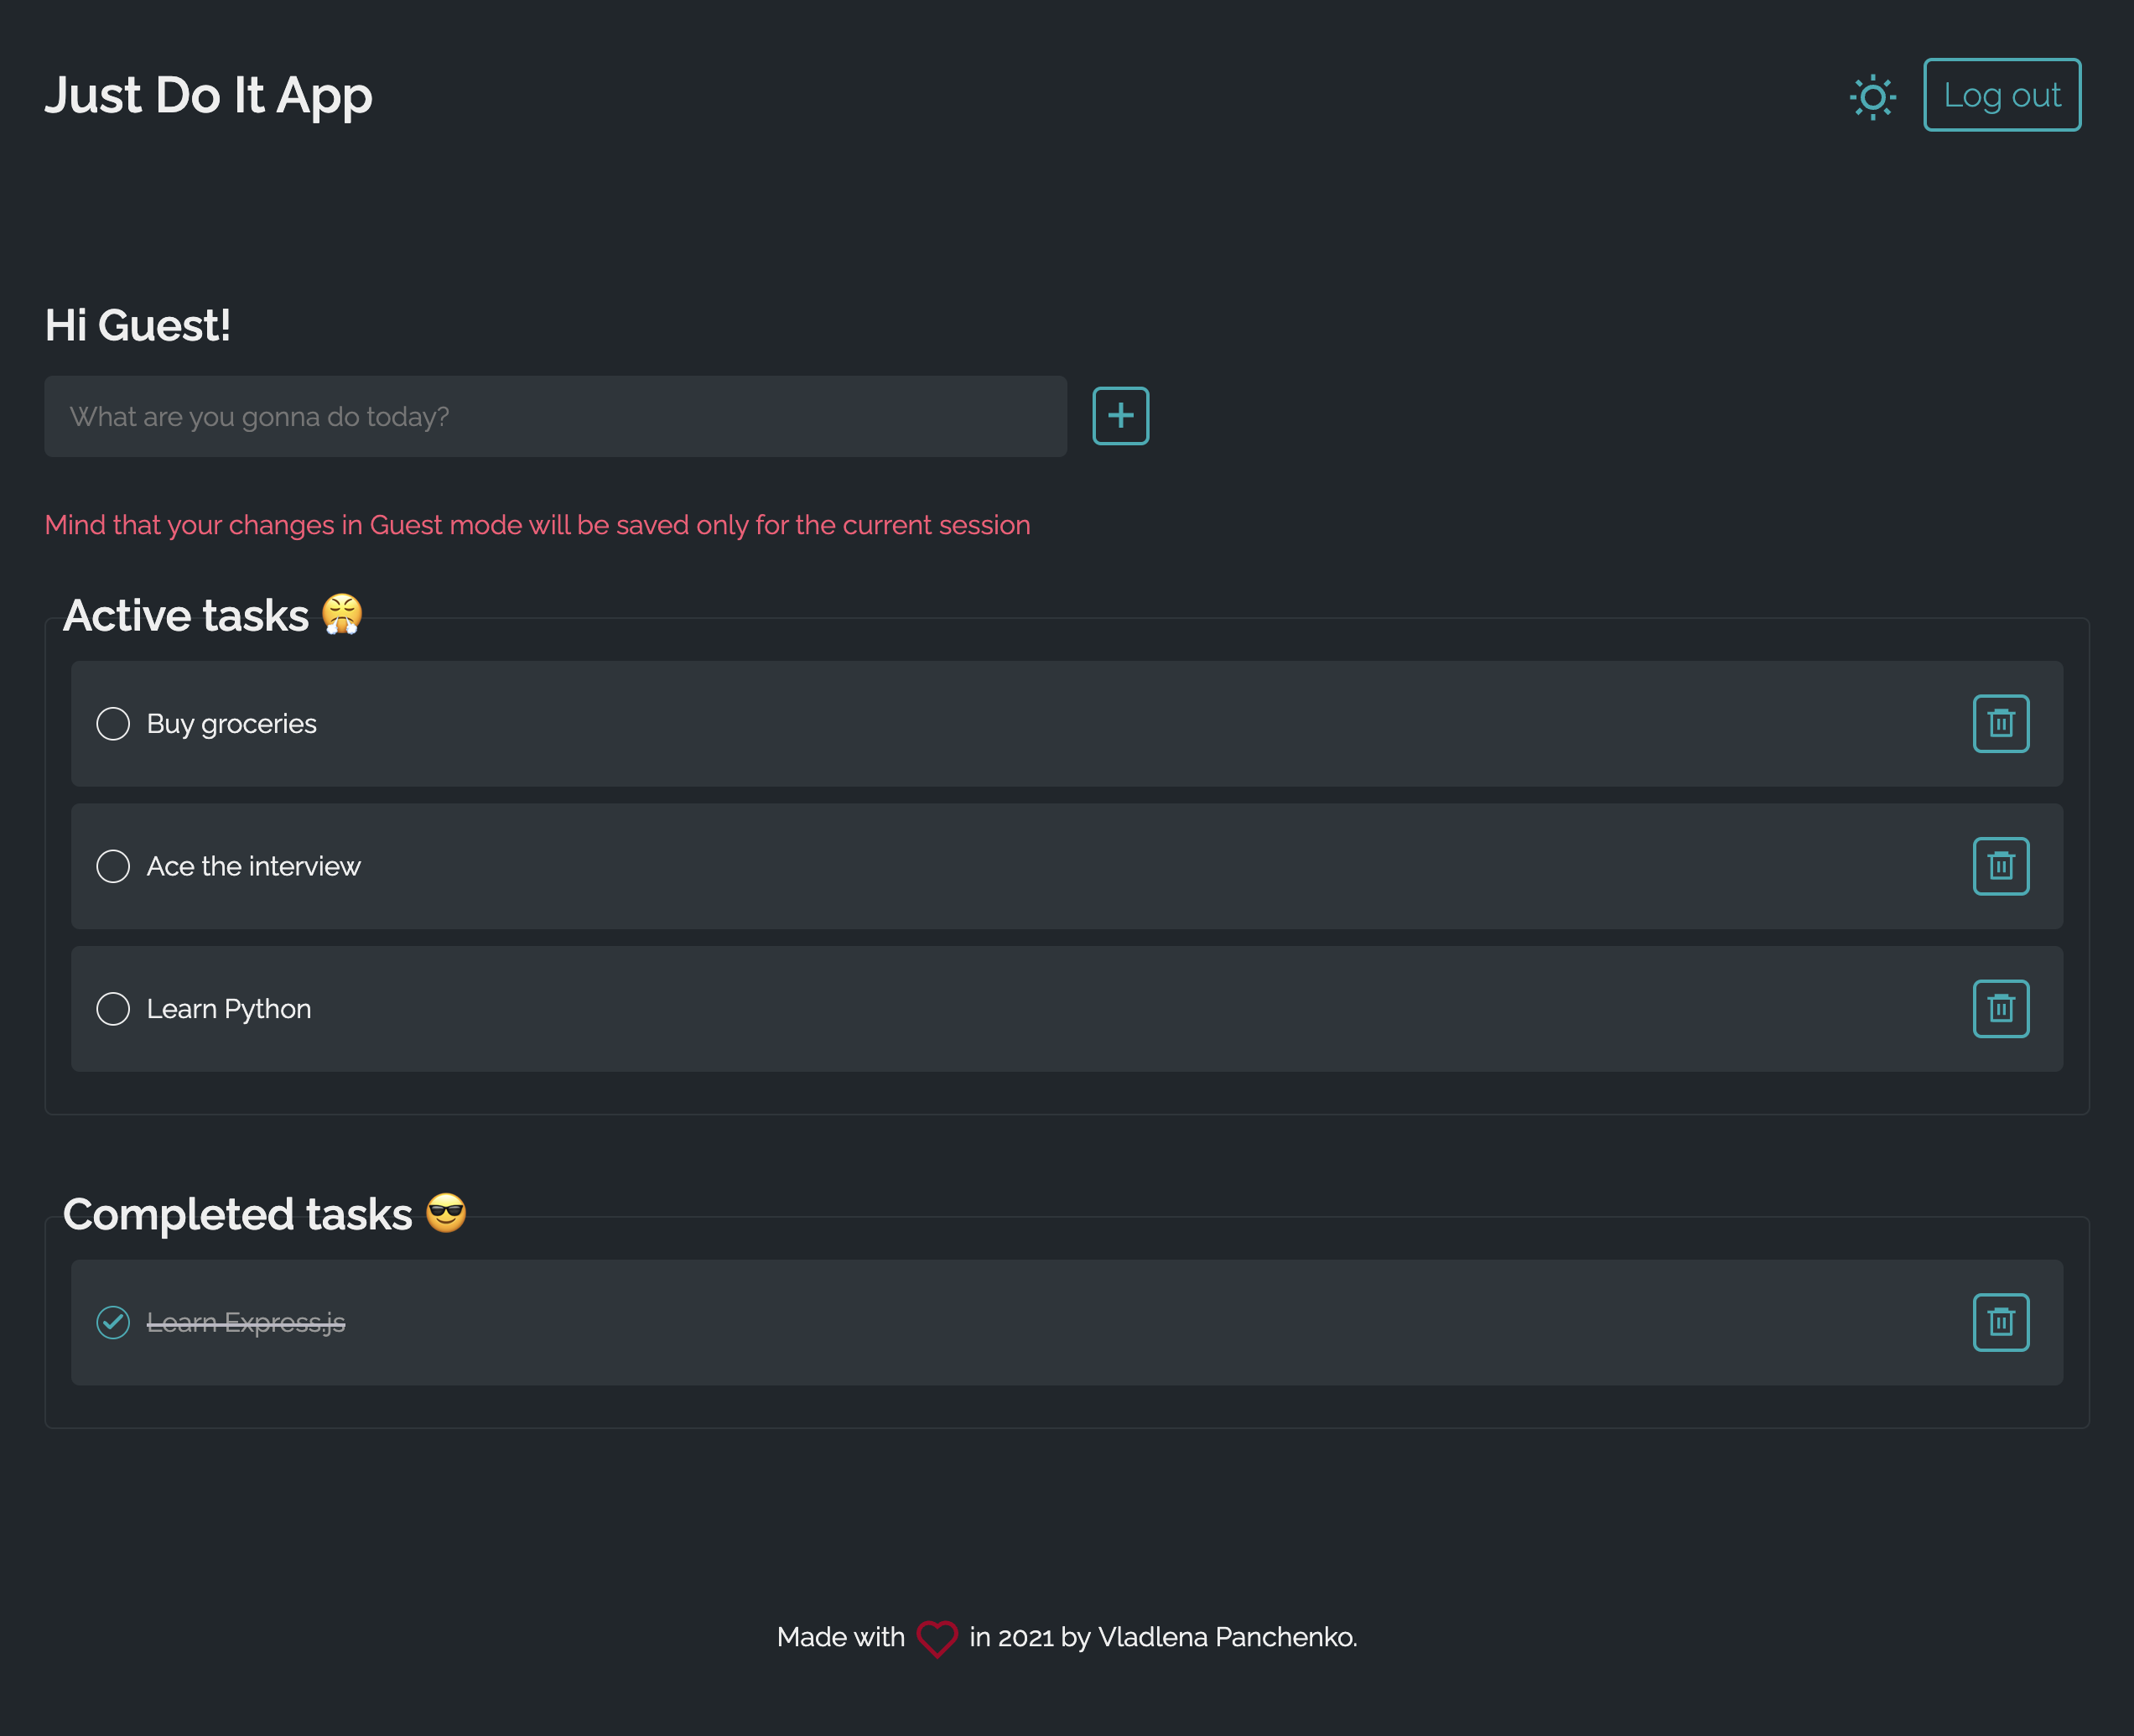 Just Do It App
Log out
Hi Guest!
What are you gonna do today?
Mind that your changes in Guest mode will be saved only for the current session
Active tasks 😤
Buy groceries
Ace the interview
Learn Python
Completed tasks 😎
Learn Express.js
Made with in 2021 by Vladlena Panchenko.